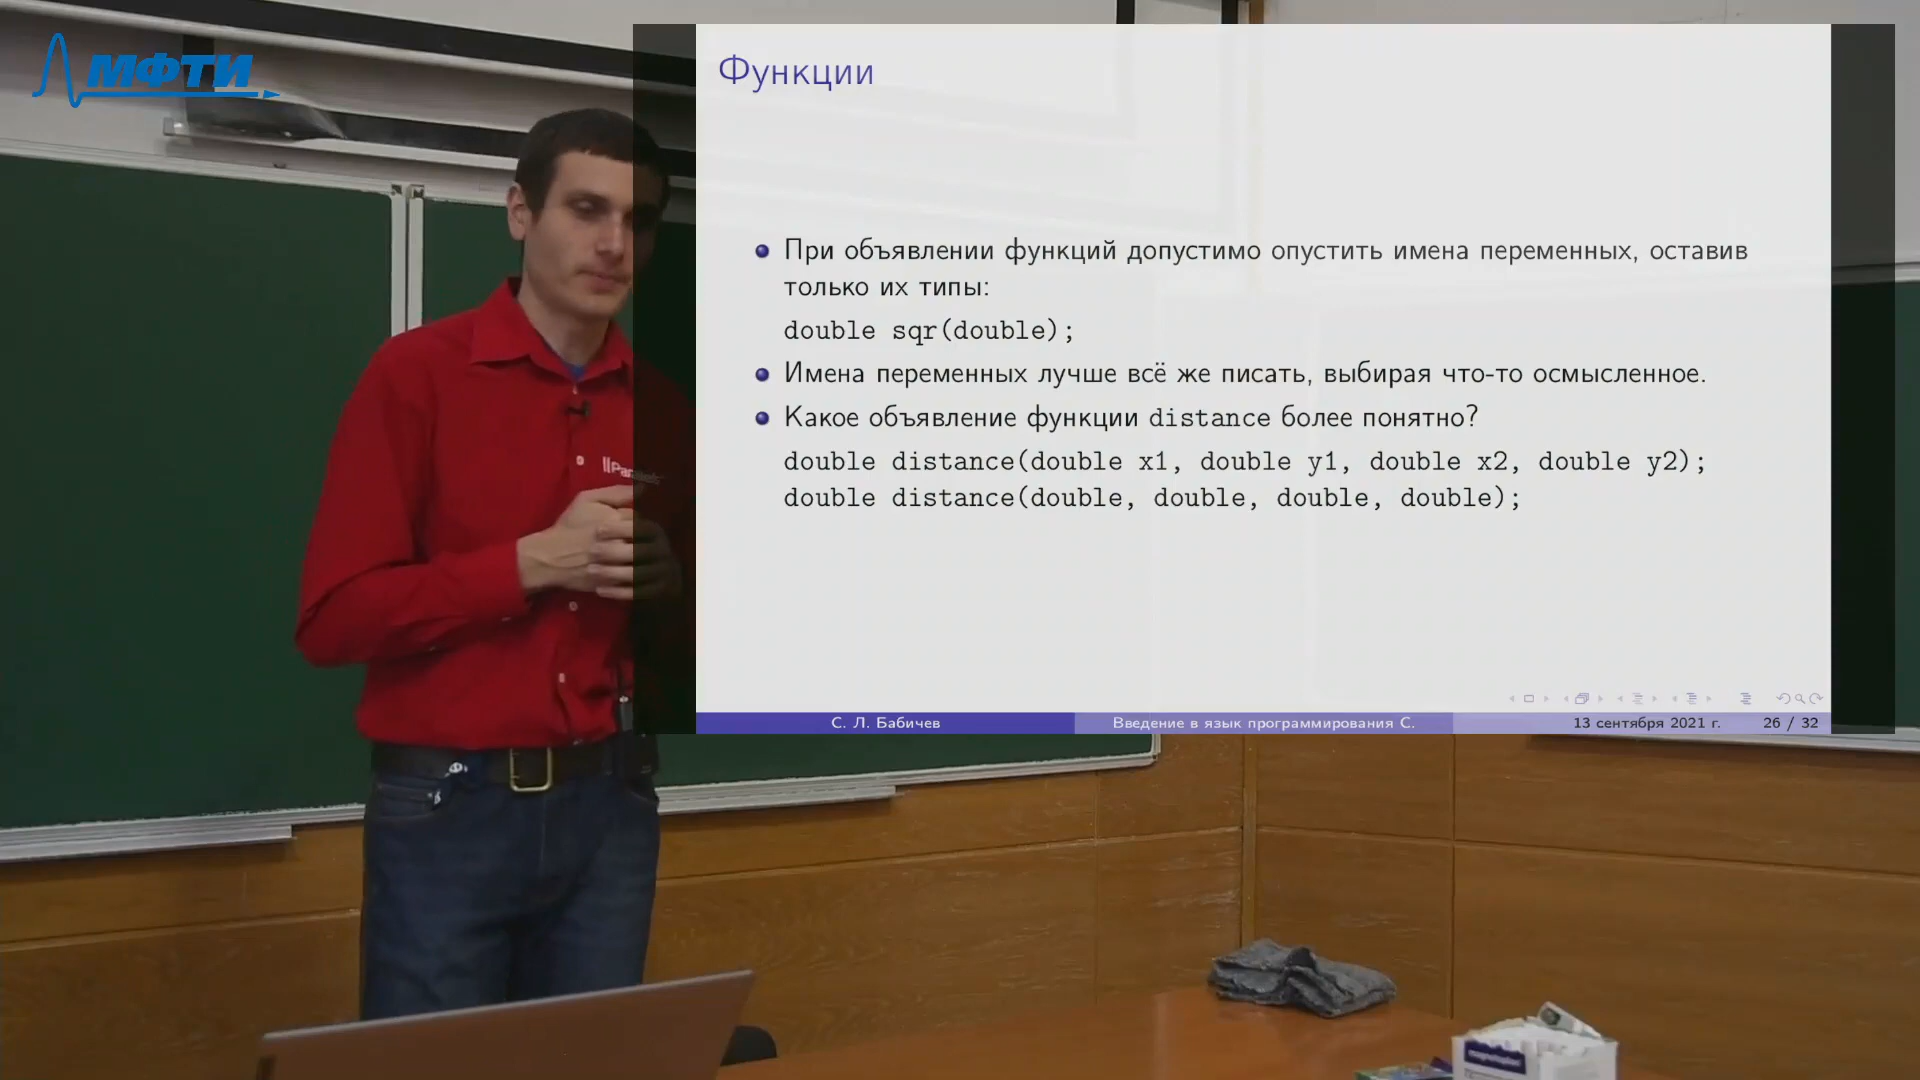 МФТИ
Функции
При объявлении функций допустимо опустить имена переменных, оставив
только их типы:
double sqr(double);
Имена переменных лучше всё же писать, выбирая что-то осмысленное.
Какое объявление функции distance более понятно?
double distance(double x1, double y1, double x2, double y2);
double distance(double, double, double, double);
С. Л. Бабичев
Введение в язык программирования С.
13 сентября 2021 г.
26 / 32